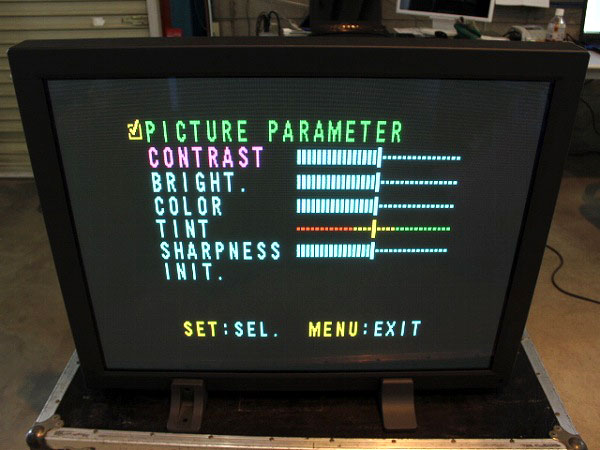 PICTURE PARAMETER
CONTRAST
BRIGHT.
COLOR
TINT
SHARPNESS
INIT.
SET:SEL. MENU:EXIT